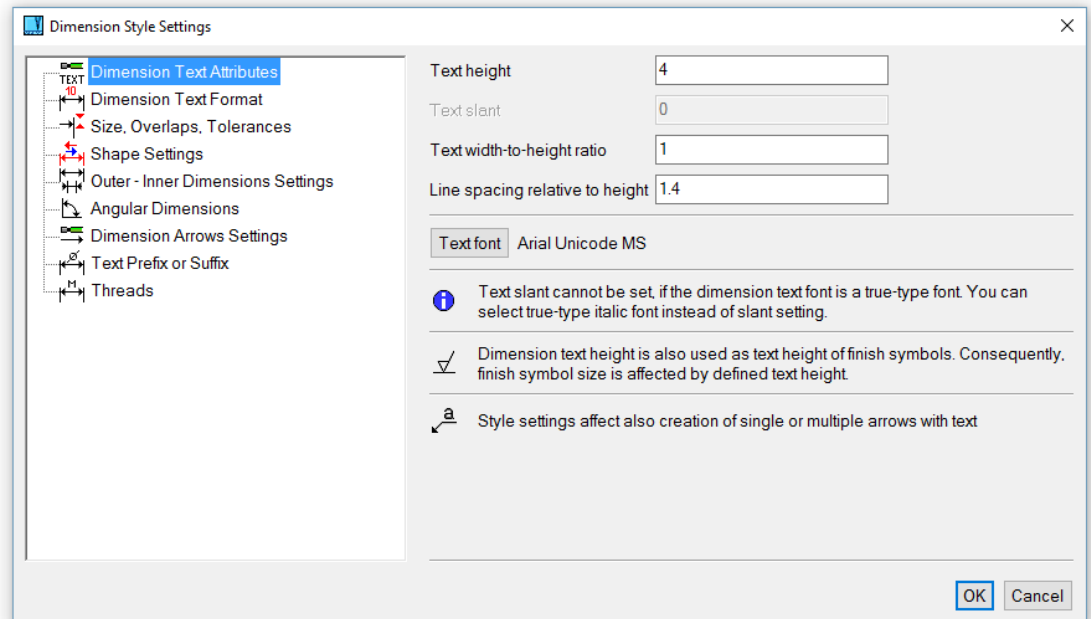 Dimension Style Settings
TEXT
Dimension Text Attributes
10
Dimension Text Format
Size, Overlaps, Tolerances
Shape Settings
Outer - Inner Dimensions Settings
Angular Dimensions
Dimension Arrows Settings
Ø
Text Prefix or Suffix
M
Threads
Text height
4
Text slant
0
Text width-to-height ratio
1
Line spacing relative to height
1.4
Text font
Arial Unicode MS
Text slant cannot be set, if the dimension text font is a true-type font. You can
select true-type italic font instead of slant setting.
Dimension text height is also used as text height of finish symbols. Consequently,
finish symbol size is affected by defined text height.
a
Style settings affect also creation of single or multiple arrows with text
OK
Cancel